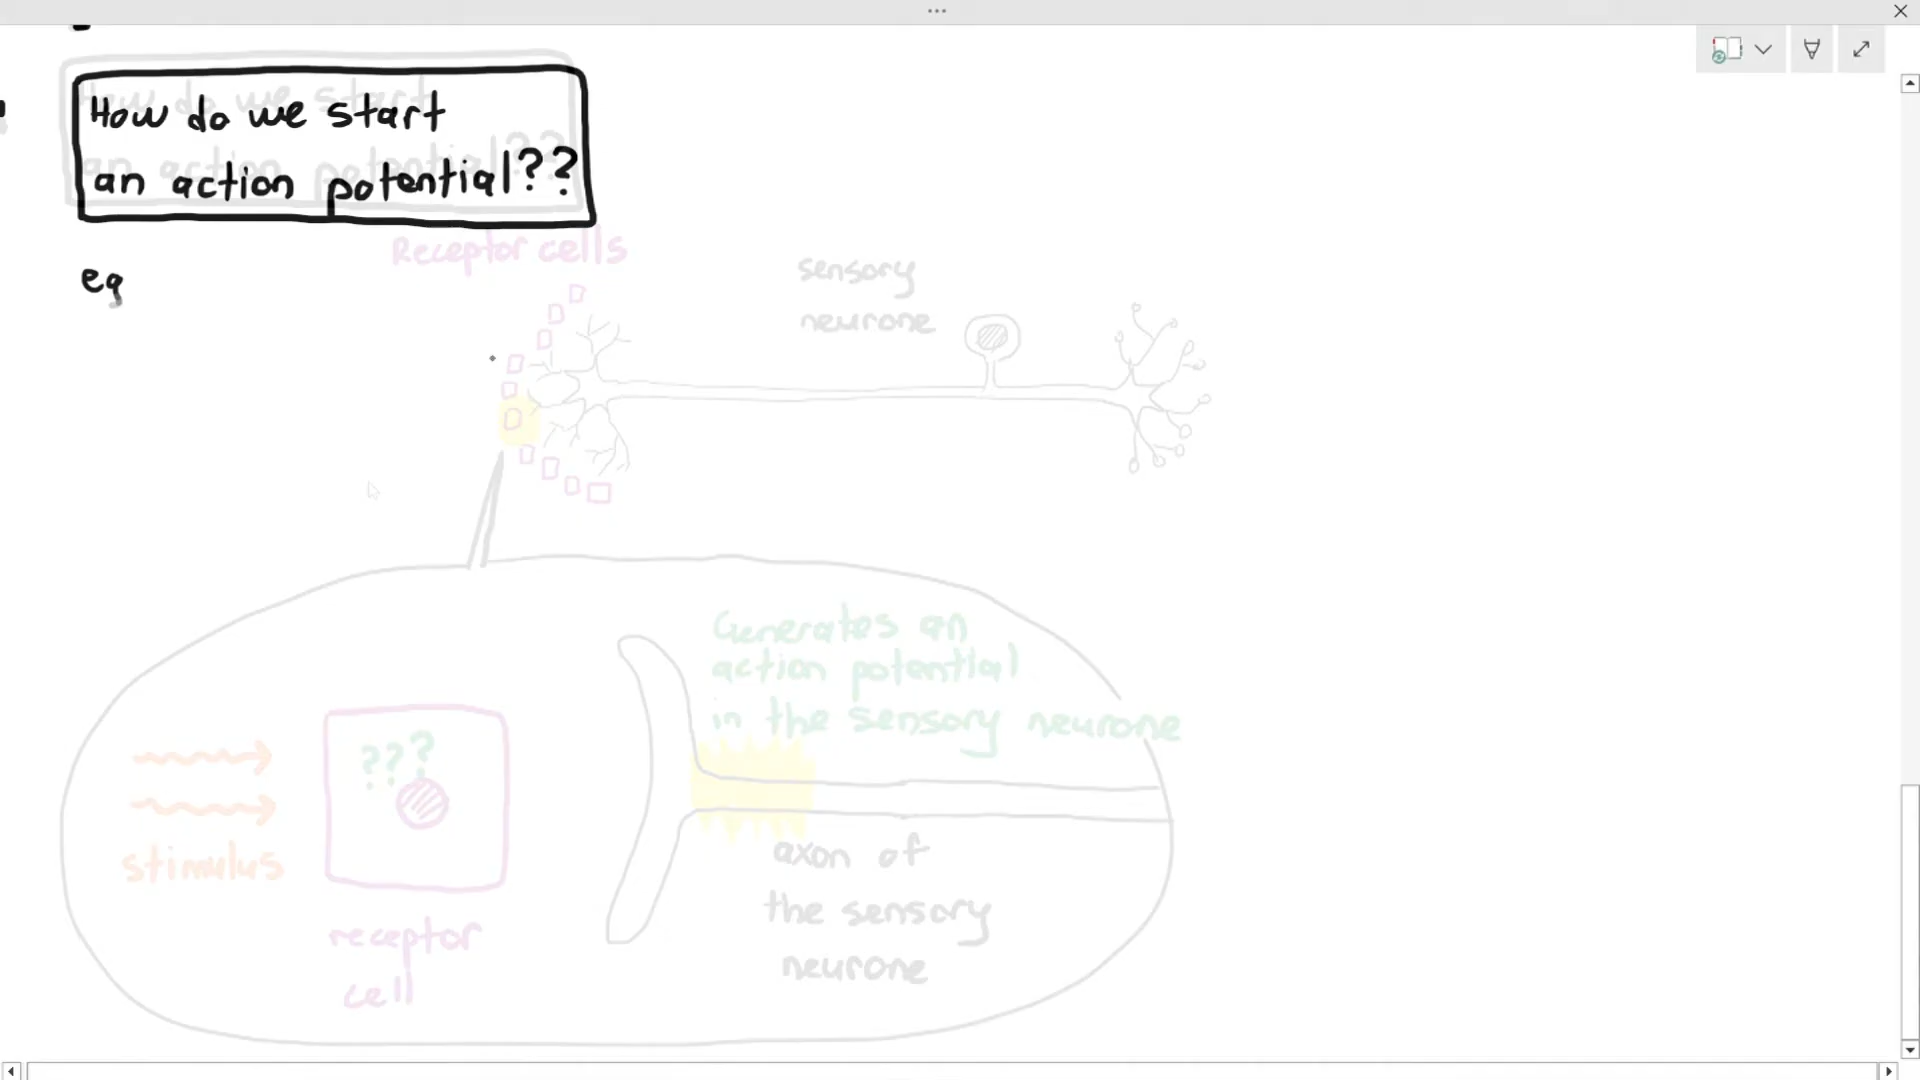 How do we start
an action potential??
eg
Receptor cells
sensory
neurone
Generates an
action potential
in the sensory neurone
???
stimulus
receptor
cell
axon of
the sensory
neurone